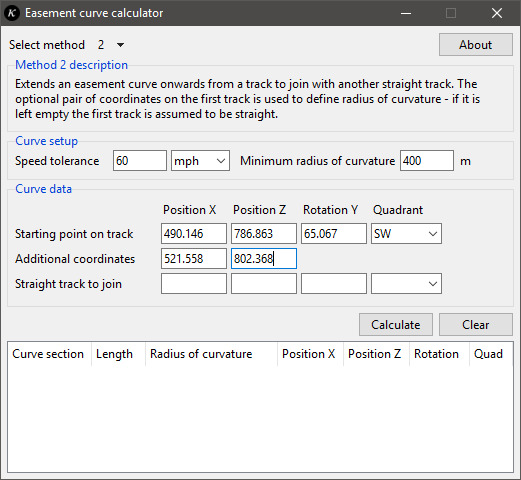 K Easement curve calculator
Select method 2 About
Method 2 description
Extends an easement curve onwards from a track to join with another straight track. The
optional pair of coordinates on the first track is used to define radius of curvature - if it is
left empty the first track is assumed to be straight.
Curve setup
Speed tolerance 60 mph Minimum radius of curvature 400 m
Curve data
Position X Position Z Rotation Y Quadrant
Starting point on track 490.146 786.863 65.067 SW
Additional coordinates 521.558 802.368
Straight track to join
Calculate Clear
Curve section Length Radius of curvature Position X Position Z Rotation Quad